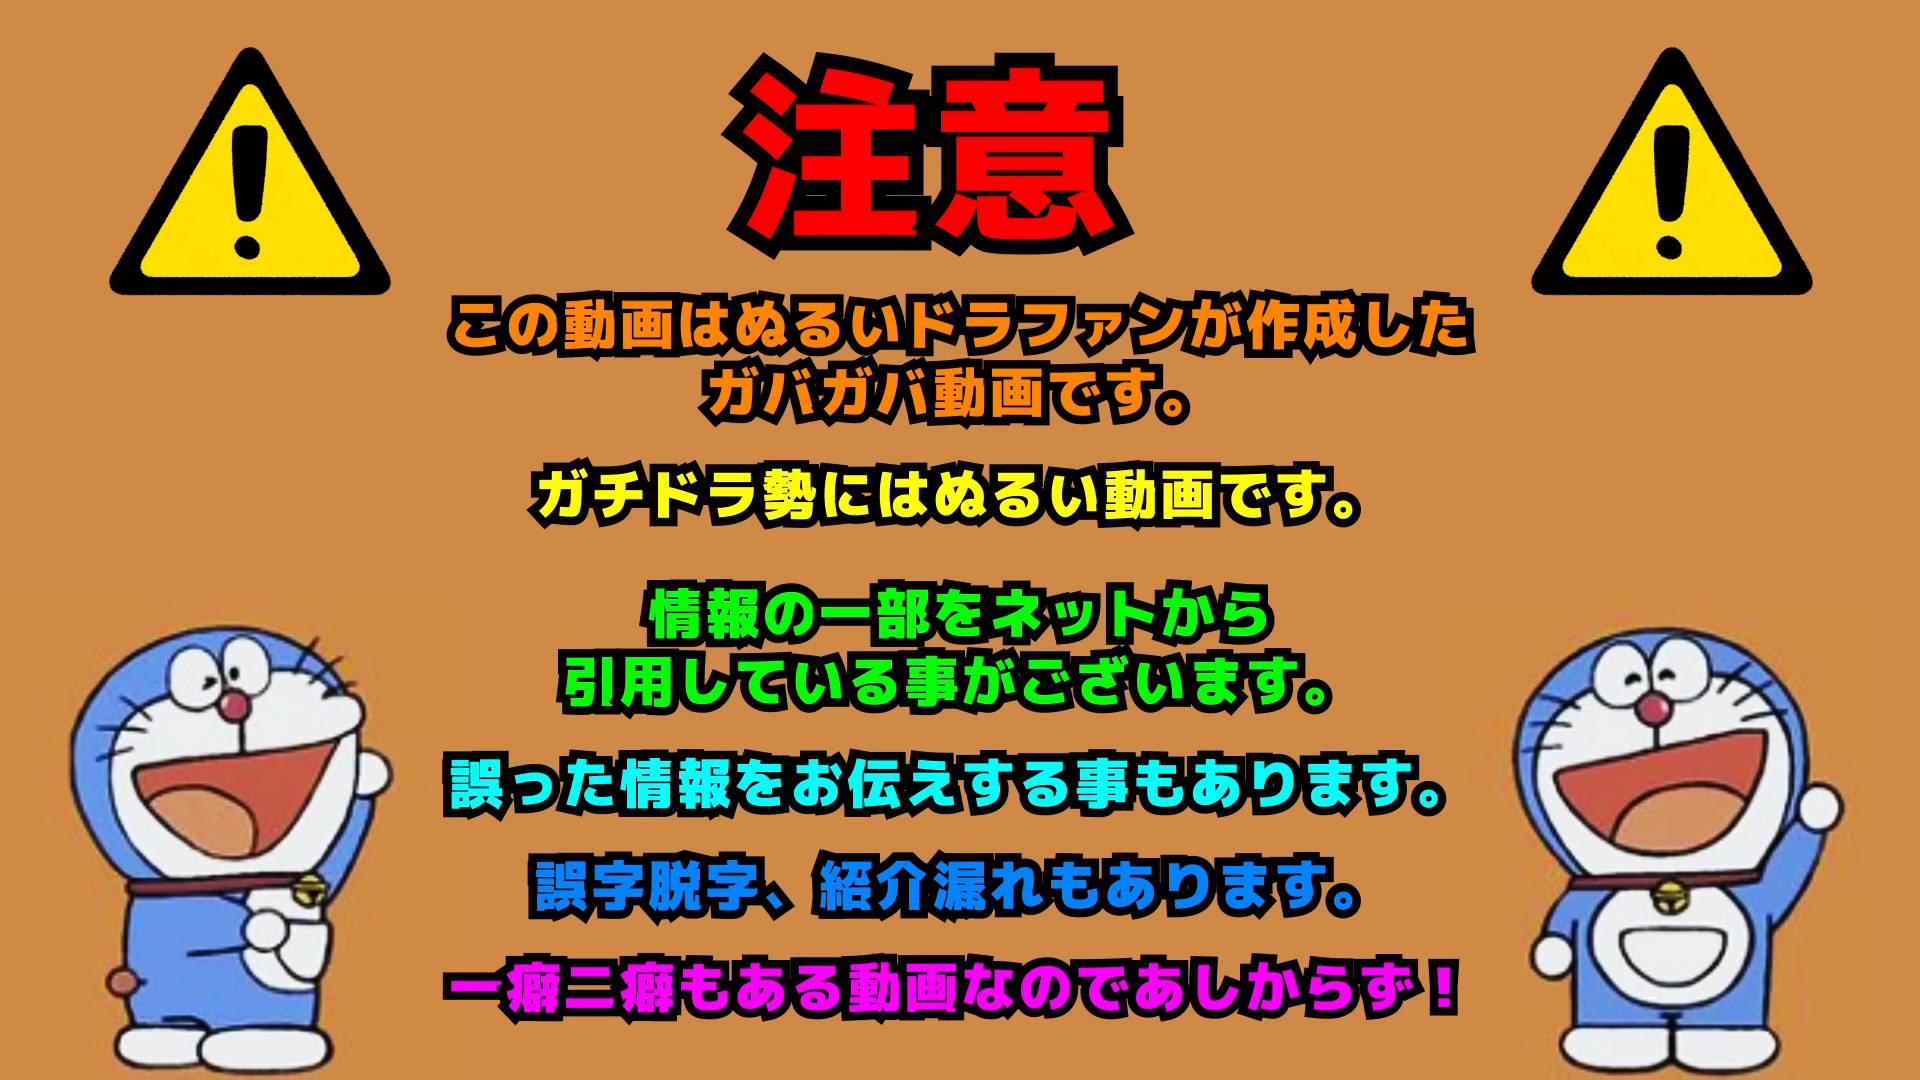 注意
この動画はぬるいドラファンが作成した
ガバガバ動画です。
ガチドラ勢にはぬるい動画です。
情報の一部をネットから
引用している事がございます。
誤った情報をお伝えする事もあります。
誤字脱字、紹介漏れもあります。
一癖二癖もある動画なのであしからず！